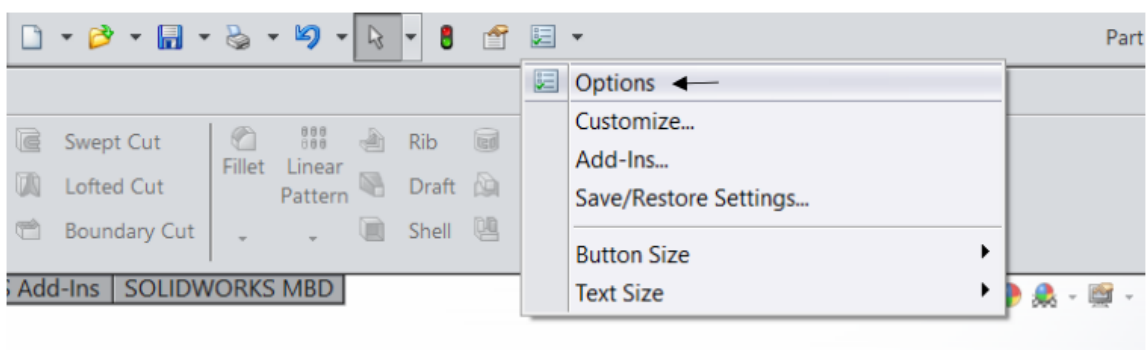 Part
Options
Customize...
Add-Ins...
Save/Restore Settings...
Button Size
Text Size
Swept Cut
Lofted Cut
Boundary Cut
Fillet
Linear
Pattern
Rib
Draft
Shell
Add-Ins
SOLIDWORKS MBD